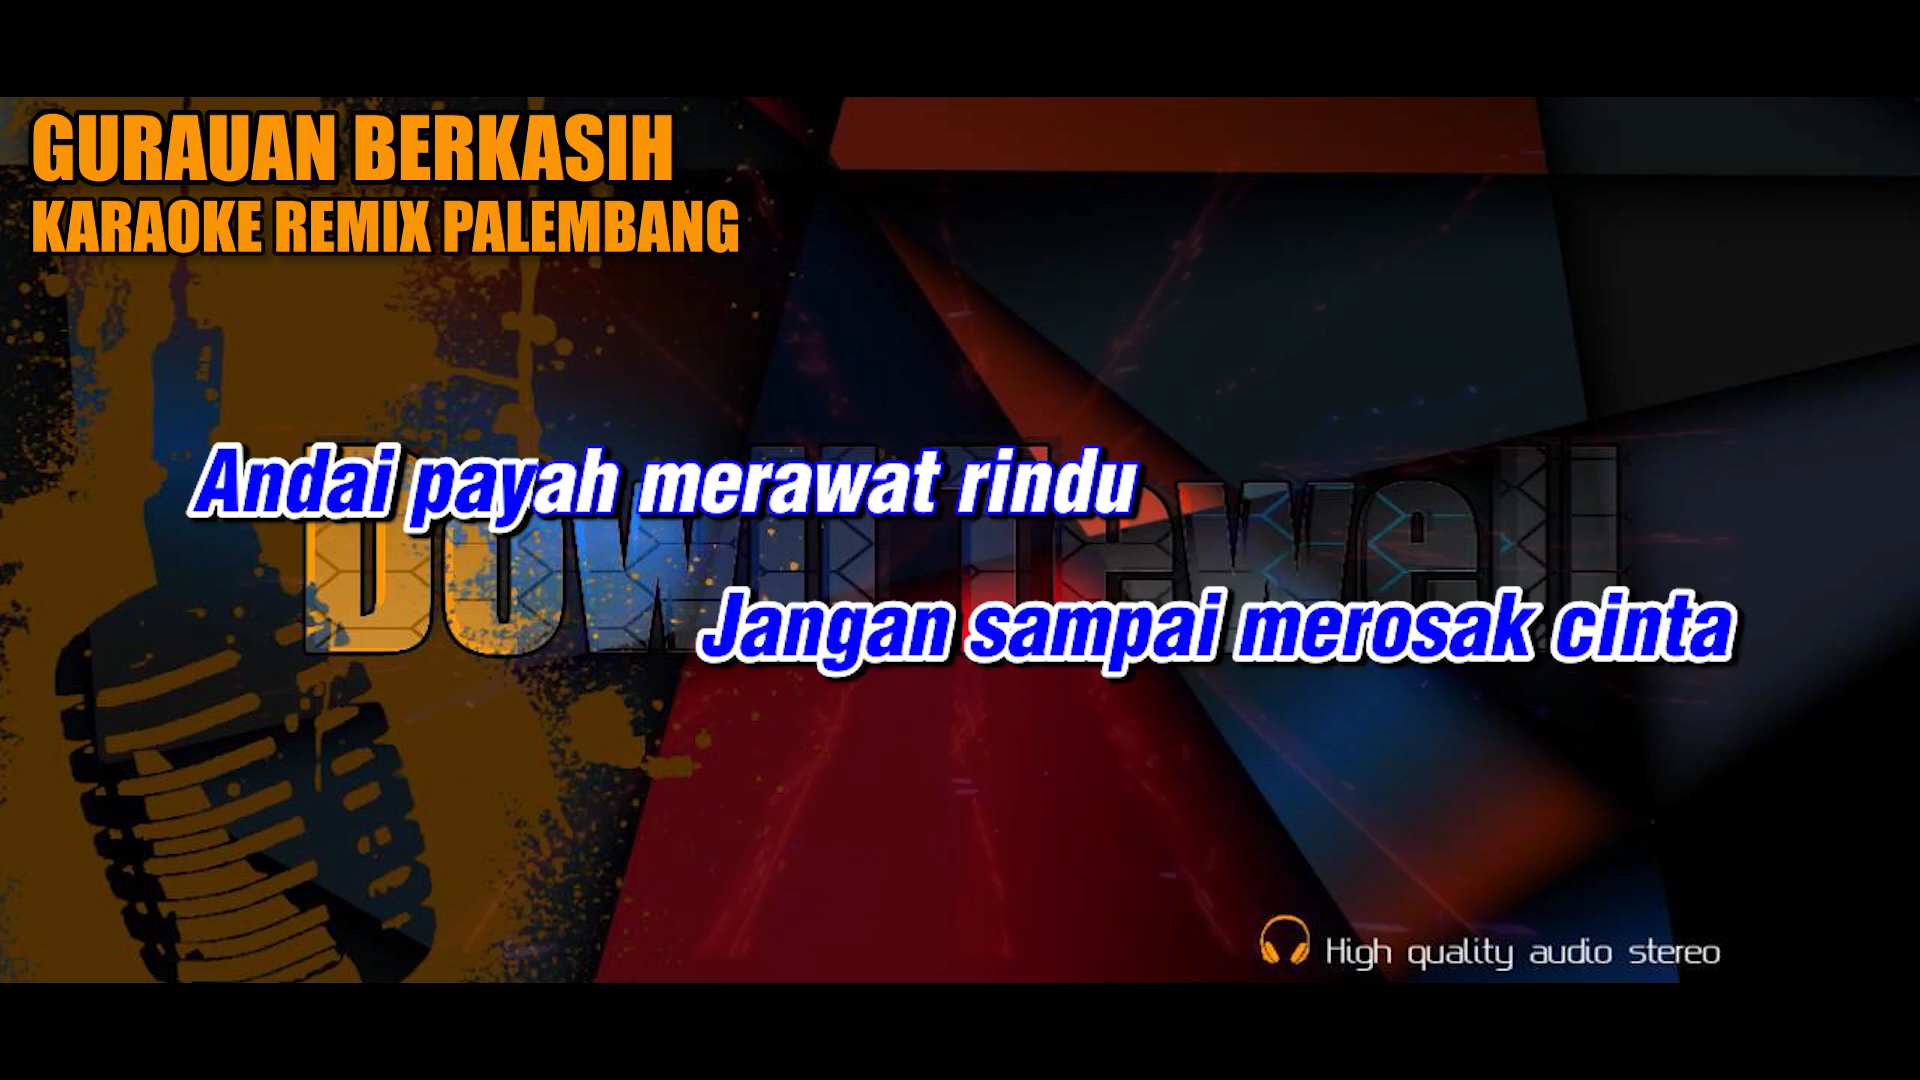 GURAUAN BERKASIH
KARAOKE REMIX PALEMBANG
Andai payah merawat rindu
Jangan sampai merosak cinta
High quality audio stereo